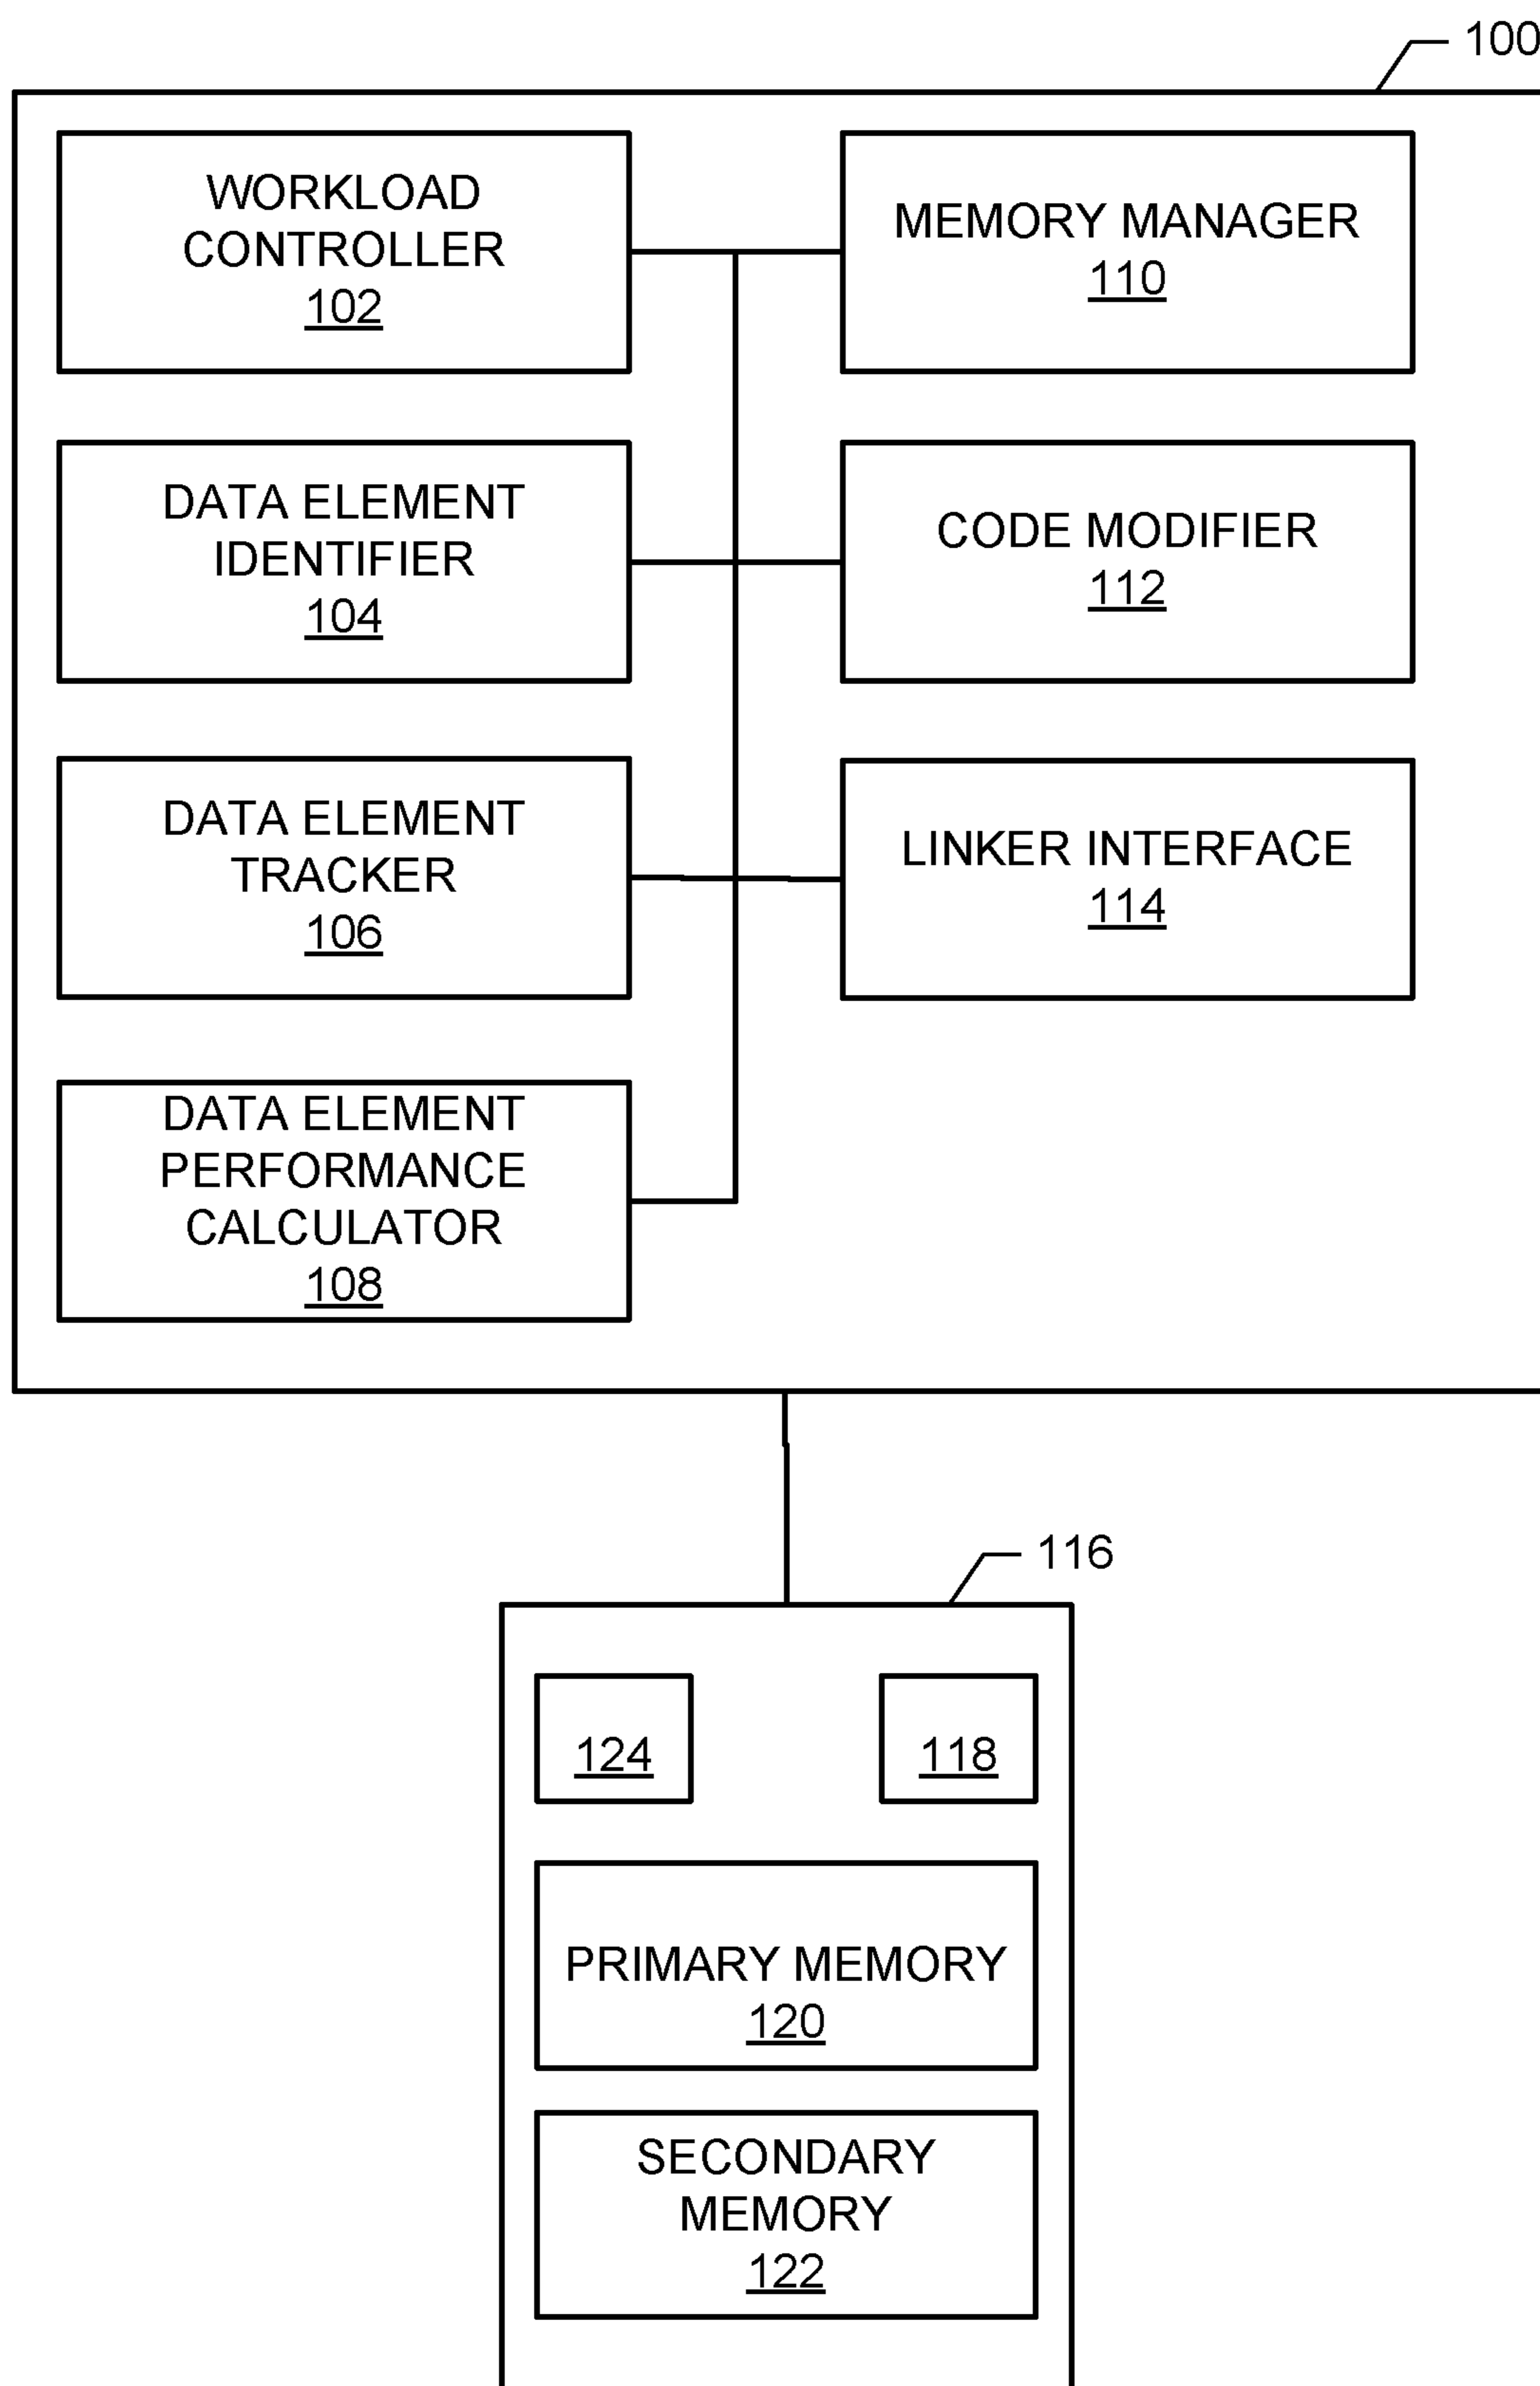 100
WORKLOAD
CONTROLLER
102
MEMORY MANAGER
110
DATA ELEMENT
IDENTIFIER
104
CODE MODIFIER
112
DATA ELEMENT
TRACKER
106
LINKER INTERFACE
114
DATA ELEMENT
PERFORMANCE
CALCULATOR
108
116
124
118
PRIMARY MEMORY
120
SECONDARY
MEMORY
122